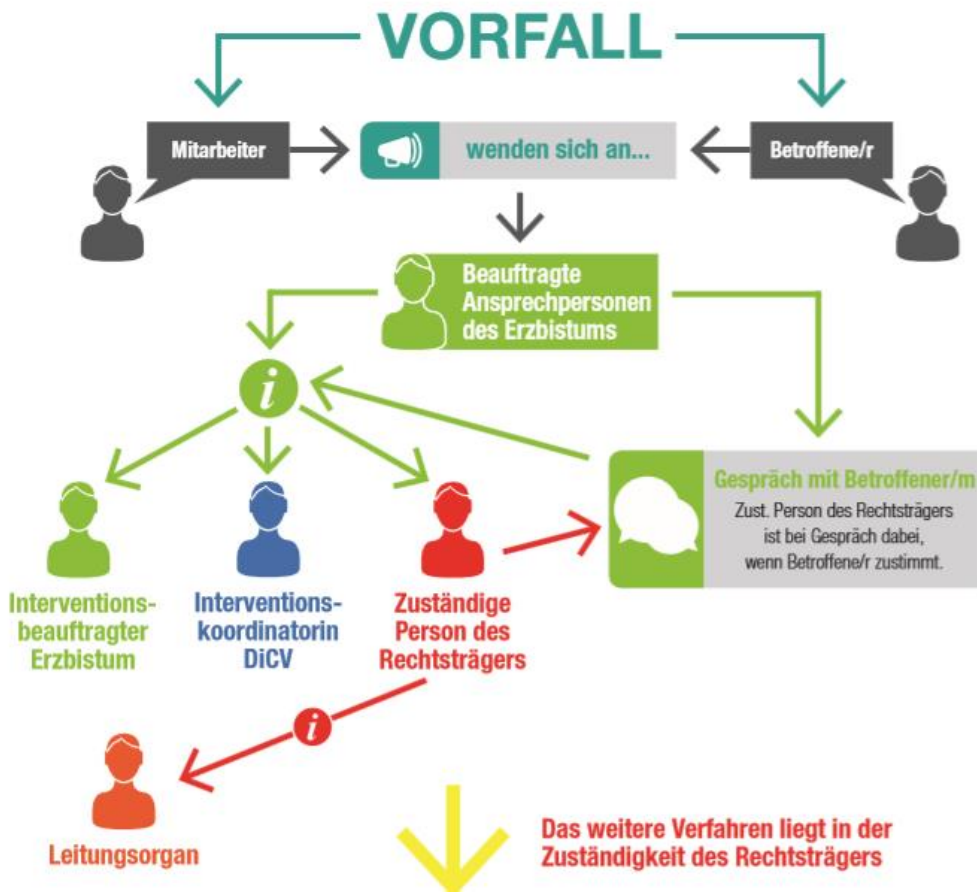 VORFALL
Mitarbeiter
wenden sich an...
Betroffene/r
Beauftragte
Ansprechpersonen
des Erzbistums
i
Gespräch mit Betroffener/m
Zust. Person des Rechtsträgers
ist bei Gespräch dabei,
wenn Betroffene/r zustimmt.
Interventions-
beauftragter
Erzbistum
Interventions-
koordinatorin
DiCV
Zuständige
Person des
Rechtsträgers
i
Leitungsorgan
Das weitere Verfahren liegt in der
Zuständigkeit des Rechtsträgers